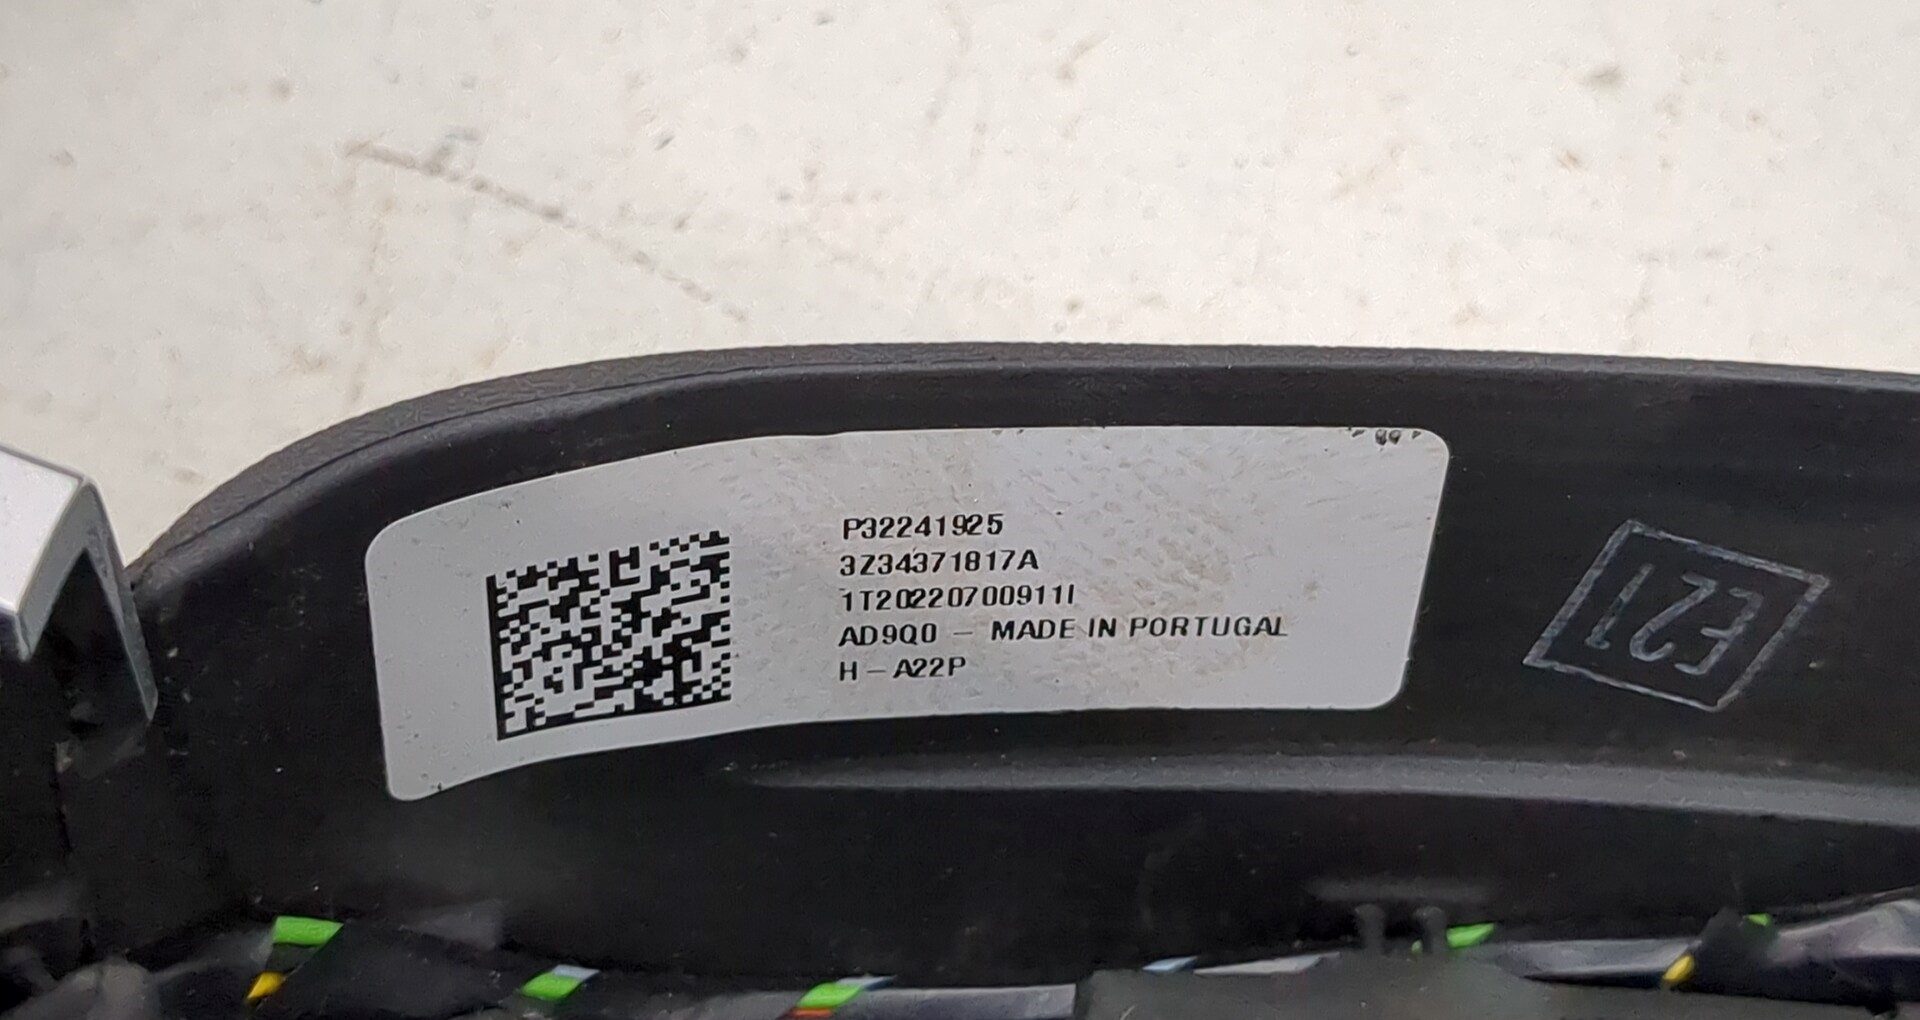 P32241925
3Z34371817A
1T20220700911I
AD9Q0 - MADE IN PORTUGAL
H-A22P
E21